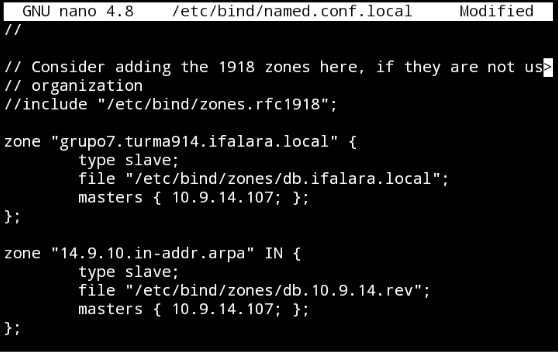 GNU nano 4.8    /etc/bind/named.conf.local    Modified
//
// Consider adding the 1918 zones here, if they are not us>
// organization
//include "/etc/bind/zones.rfc1918";
zone "grupo7.turma914.ifalara.local" {
        type slave;
        file "/etc/bind/zones/db.ifalara.local";
        masters { 10.9.14.107; };
};
zone "14.9.10.in-addr.arpa" IN {
        type slave;
        file "/etc/bind/zones/db.10.9.14.rev";
        masters { 10.9.14.107; };
};